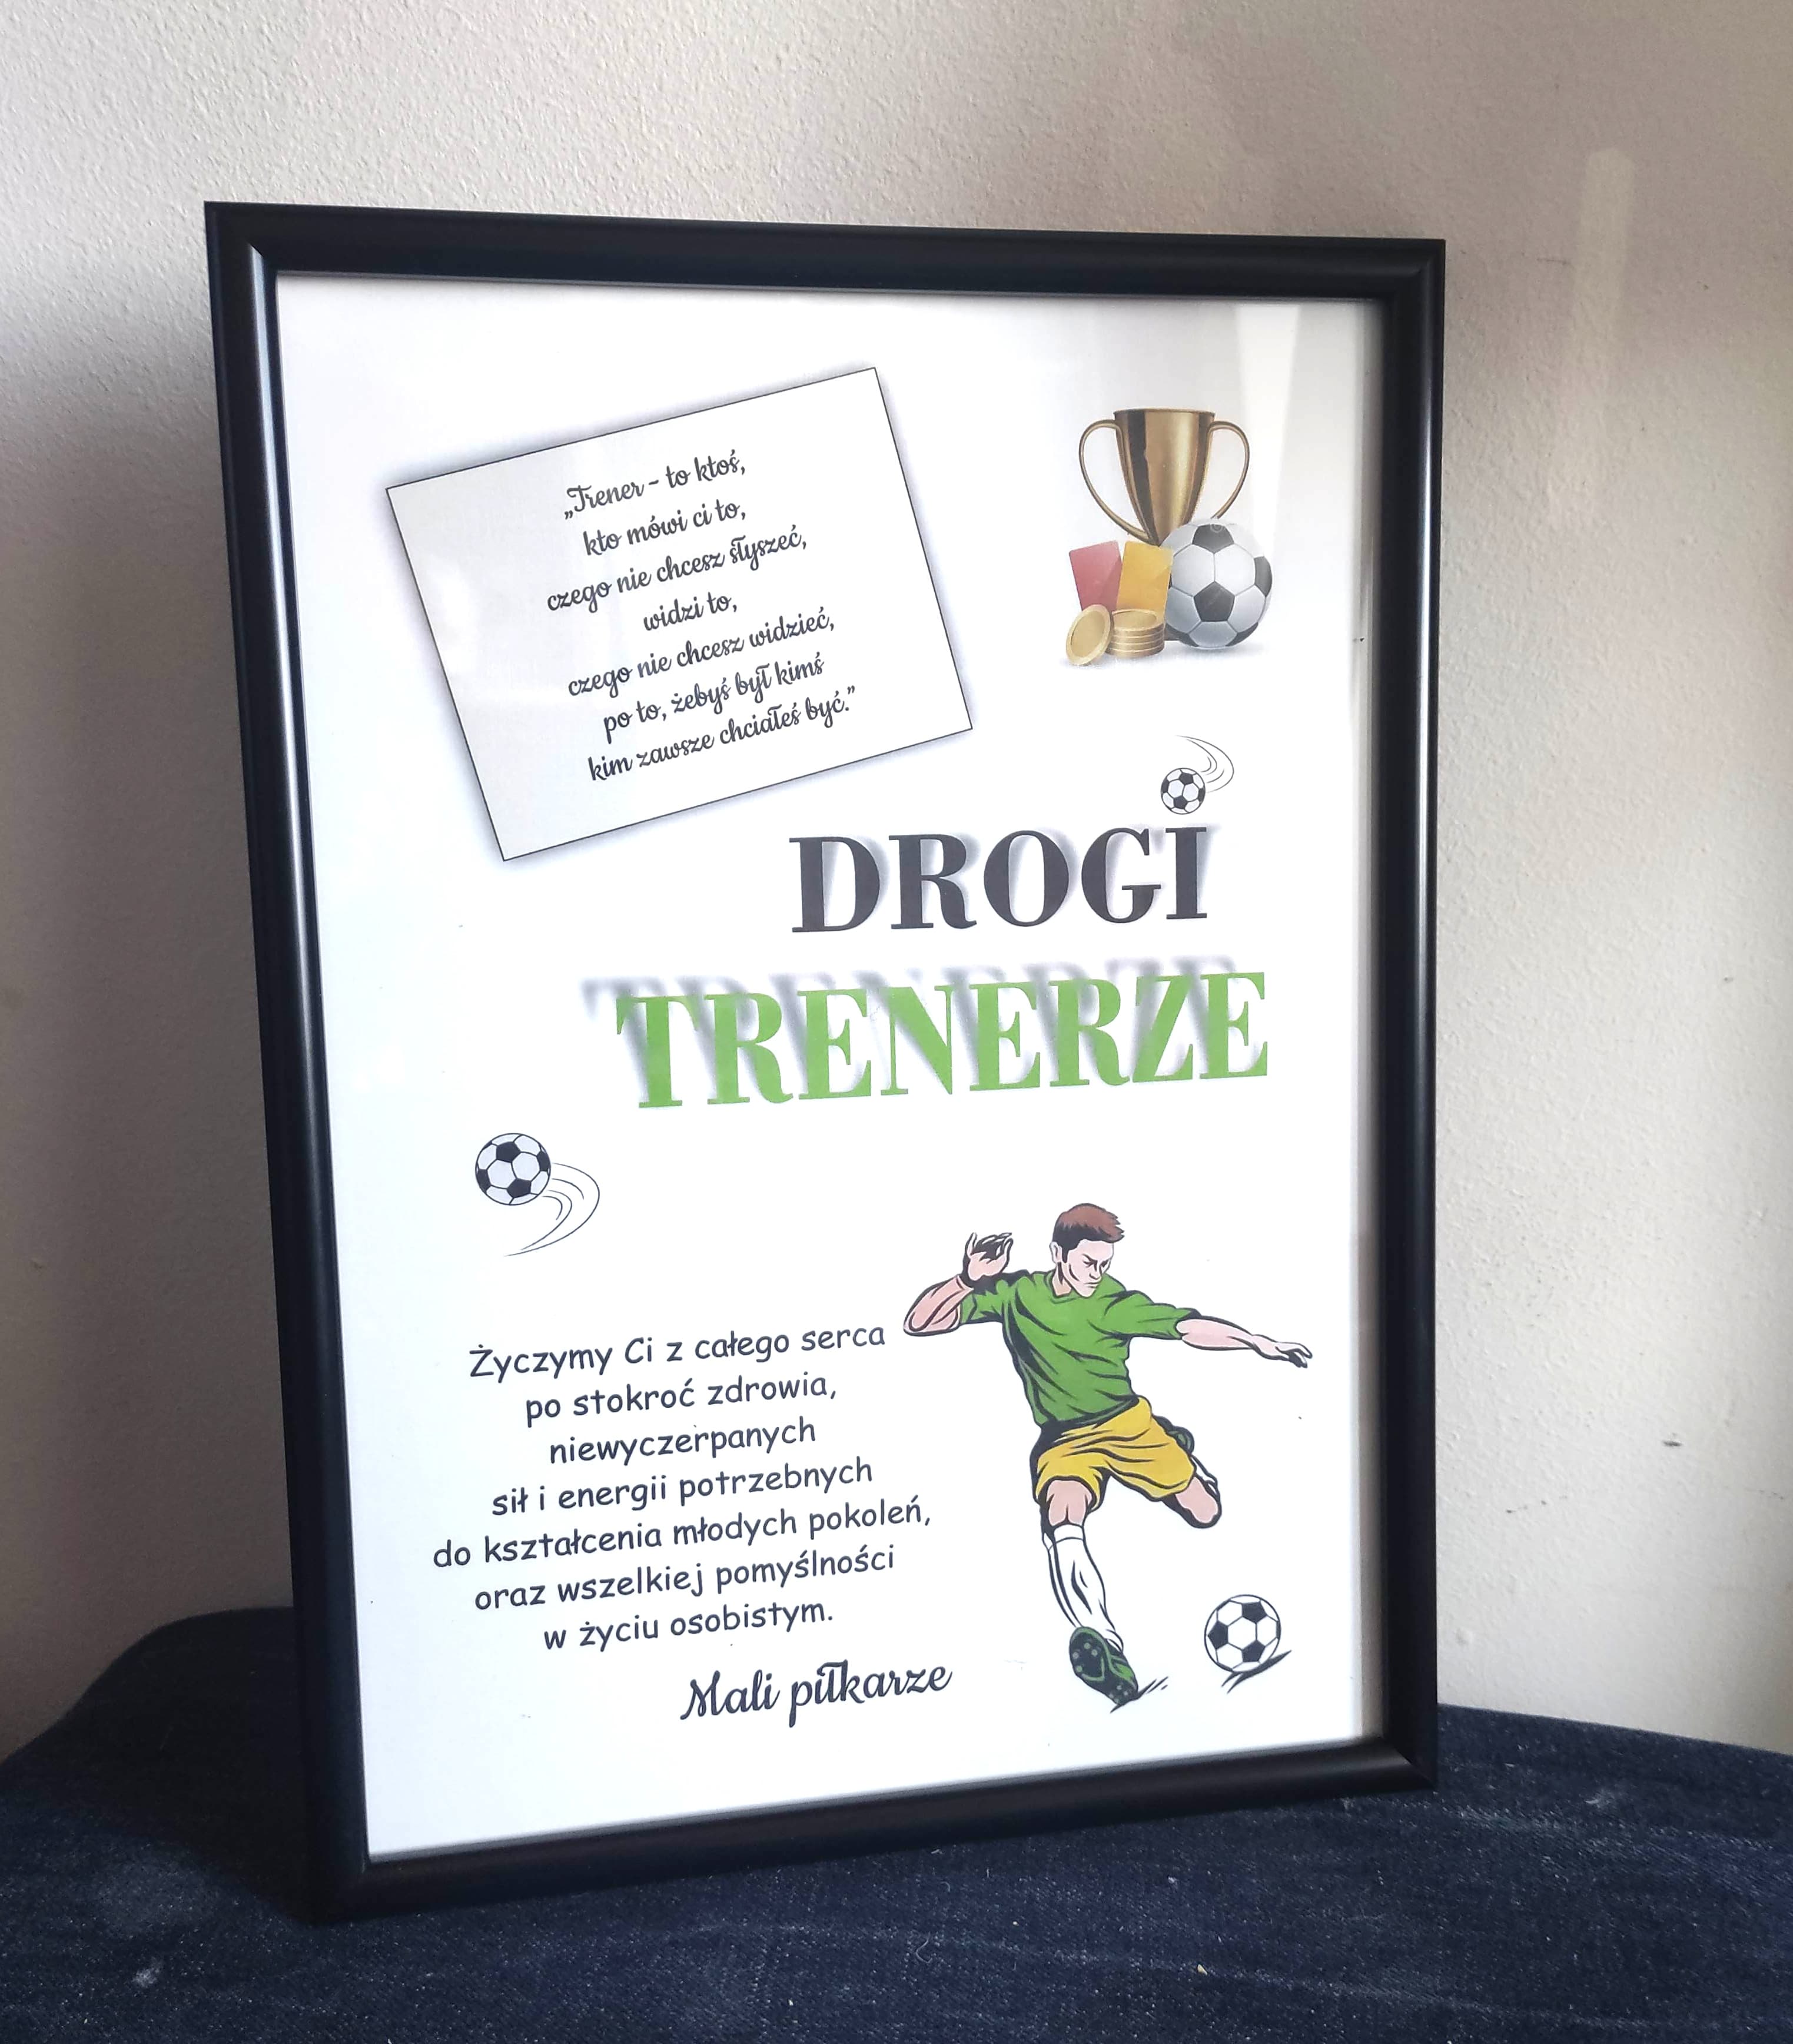 „Trener - to ktoś,
kto mówi ci to,
czego nie chcesz słyszeć,
widzi to,
czego nie chcesz widzieć,
po to, żebyś był kimś
kim zawsze chciałeś być.”
DROGI
TRENERZE
Życzymy Ci z całego serca
po stokroć zdrowia,
niewyczerpanych
sił i energii potrzebnych
do kształcenia młodych pokoleń,
oraz wszelkiej pomyślności
w życiu osobistym.
Mali piłkarze